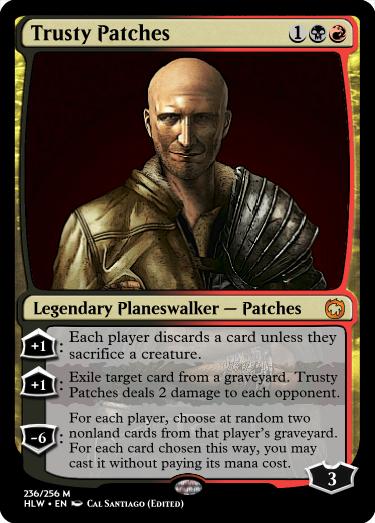 Trusty Patches 1
Legendary Planeswalker — Patches
+1: Each player discards a card unless they
sacrifice a creature.
+1: Exile target card from a graveyard. Trusty
Patches deals 2 damage to each opponent.
-6: For each player, choose at random two
nonland cards from that player's graveyard.
For each card chosen this way, you may
cast it without paying its mana cost.
3
236/256 M
HLW • EN Cal Santiago (Edited)